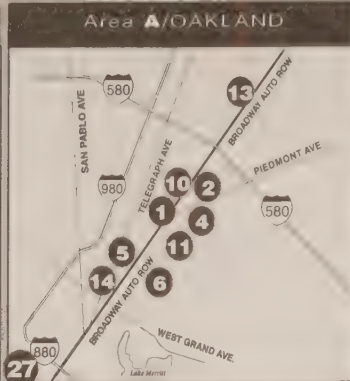 Area A/OAKLAND
580
13
BROADWAY AUTO ROW
SAN PABLO AVE
TELEGRAPH AVE
PIEDMONT AVE
980
10
2
580
1
4
11
5
BROADWAY AUTO ROW
14
6
WEST GRAND AVE.
880
27
Lake Merritt